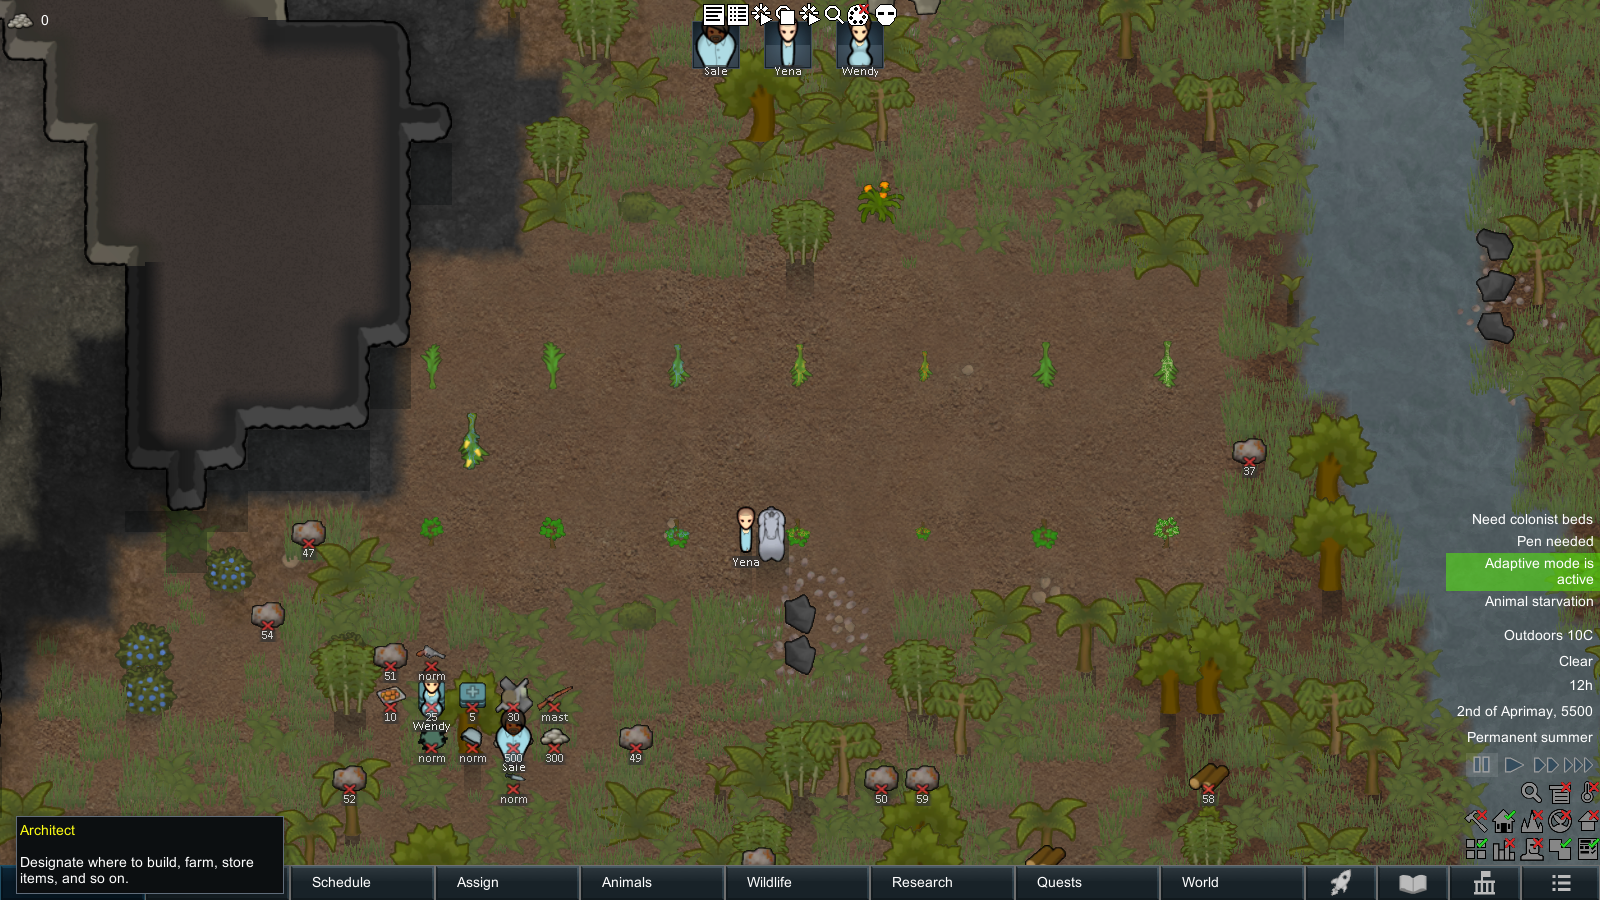 0
Sale
Yena
Wendy
37
47
Yena
54
51
norm
10
25
5
30
mast
Wendy
norm
norm
500
300
49
Sale
52
norm
50
59
58
Need colonist beds
Pen needed
Adaptive mode is
active
Animal starvation
Outdoors 10C
Clear
12h
2nd of Aprimay, 5500
Permanent summer
Architect
Designate where to build, farm, store
items, and so on.
Schedule
Assign
Animals
Wildlife
Research
Quests
World